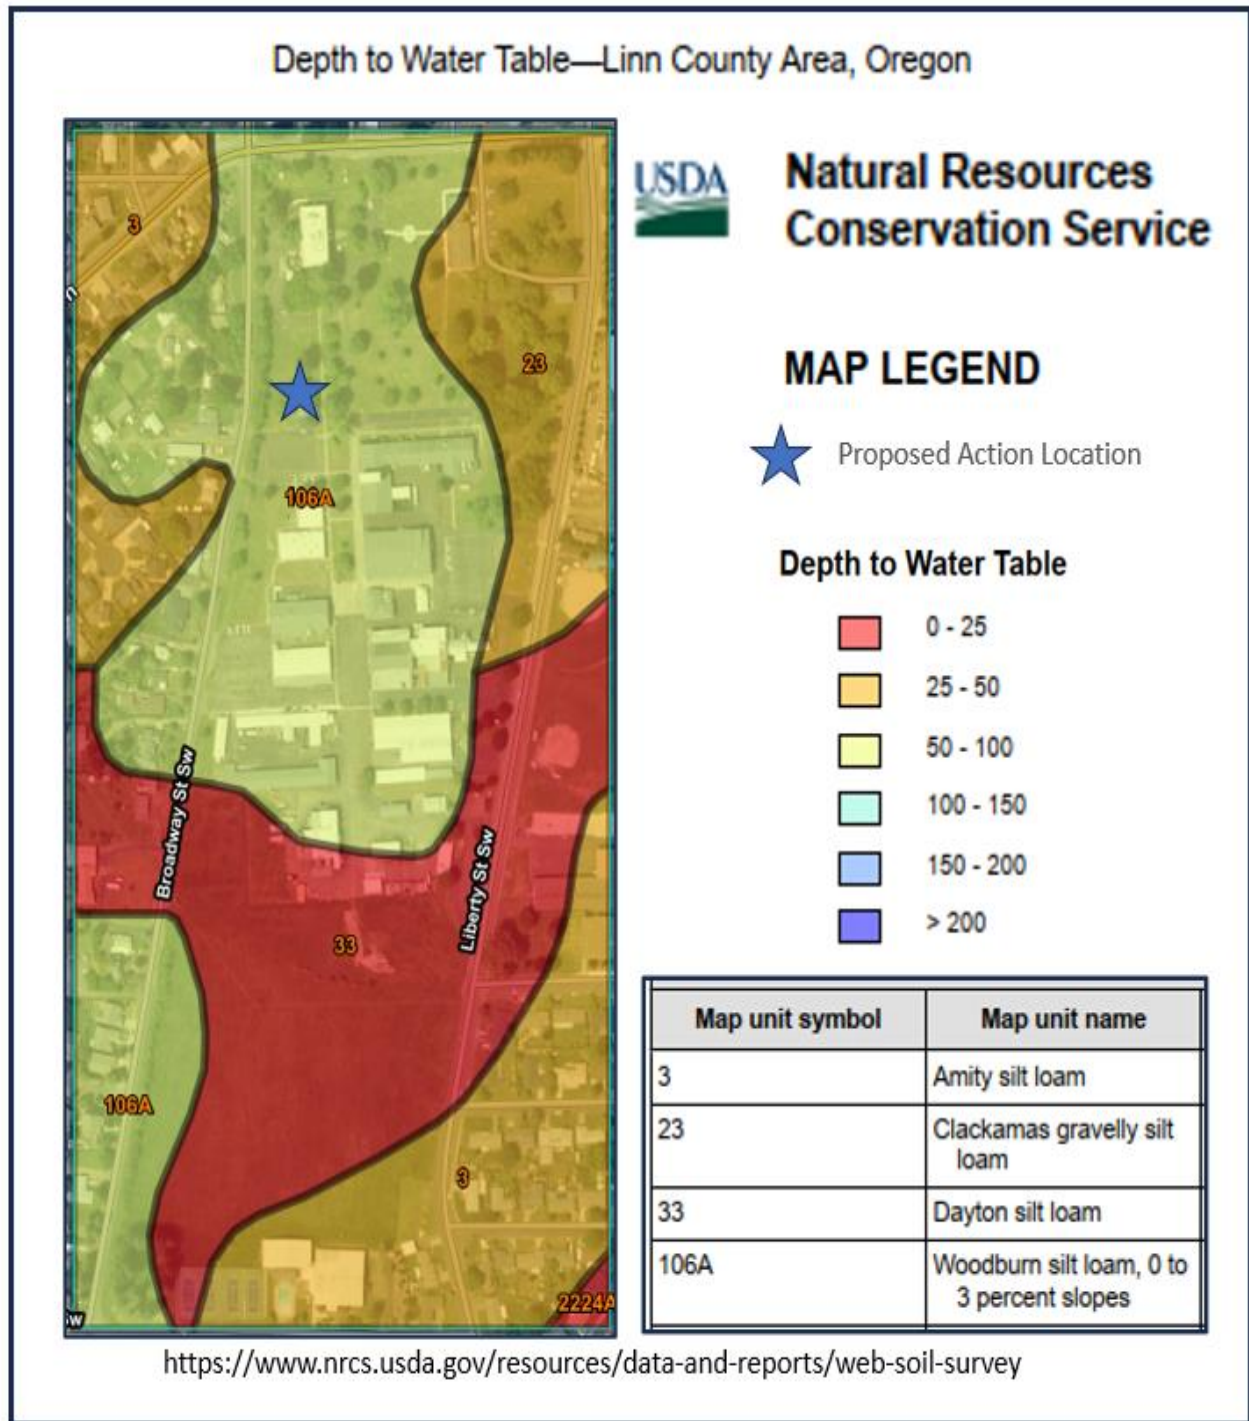 Depth to Water Table—Linn County Area, Oregon
USDA
Natural Resources
Conservation Service
3
23
106A
Broadway St Sw
Liberty St Sw
33
106A
3
2224A
MAP LEGEND
Proposed Action Location
Depth to Water Table
0 - 25
25 - 50
50 - 100
100 - 150
150 - 200
> 200
Map unit symbol Map unit name
3 Amity silt loam
23 Clackamas gravelly silt
loam
33 Dayton silt loam
106A Woodburn silt loam, 0 to
3 percent slopes
https://www.nrcs.usda.gov/resources/data-and-reports/web-soil-survey